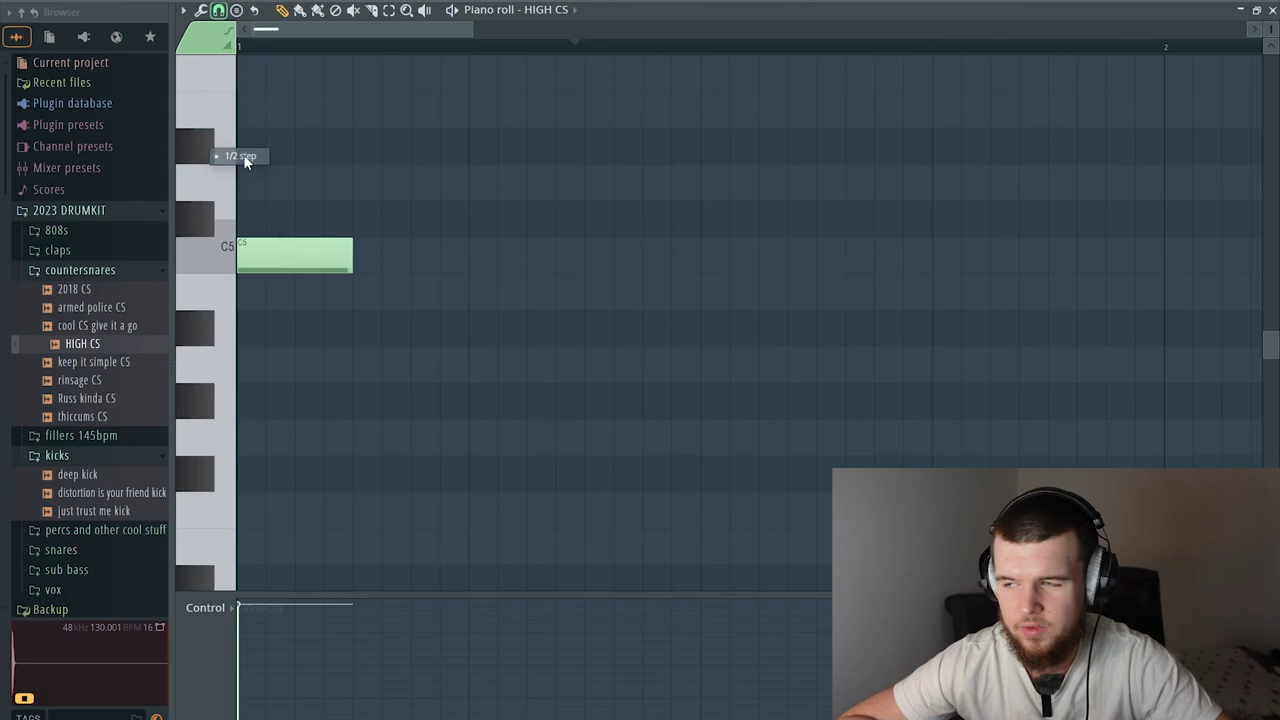 Browser
Piano roll - HIGH CS
1
2
Current project
Recent files
Plugin database
Plugin presets
Channel presets
Mixer presets
Scores
2023 DRUMKIT
808s
claps
countersnares
2018 CS
armed police CS
cool CS give it a go
HIGH CS
keep it simple CS
rinsage CS
Russ kinda CS
thiccums CS
fillers 145bpm
kicks
deep kick
distortion is your friend kick
just trust me kick
percs and other cool stuff
snares
sub bass
vox
Backup
48kHz 130.001BPM 16
TAGS
1/2 step
C5
C5
Control
Velocity